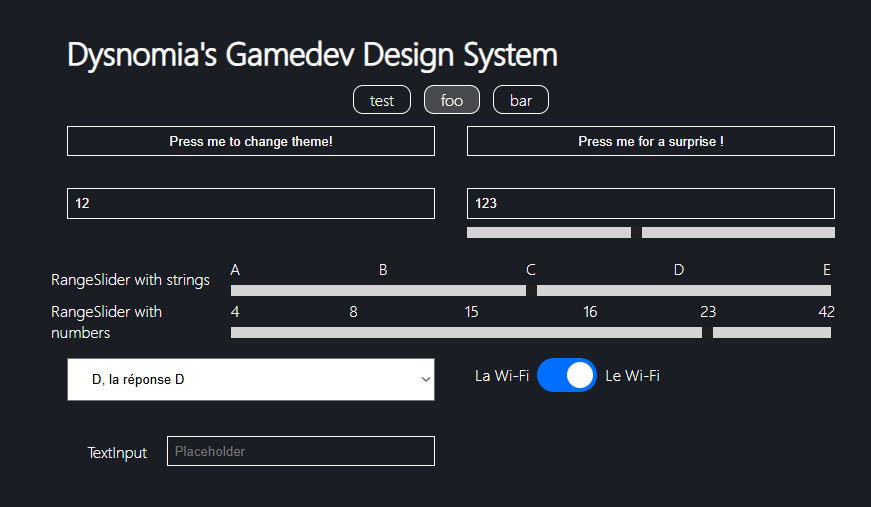 Dysnomia's Gamedev Design System
test foo bar
Press me to change theme! Press me for a surprise !
12 123
RangeSlider with strings A B C D E
RangeSlider with
numbers 4 8 15 16 23 42
D, la réponse D La Wi-Fi Le Wi-Fi
TextInput Placeholder